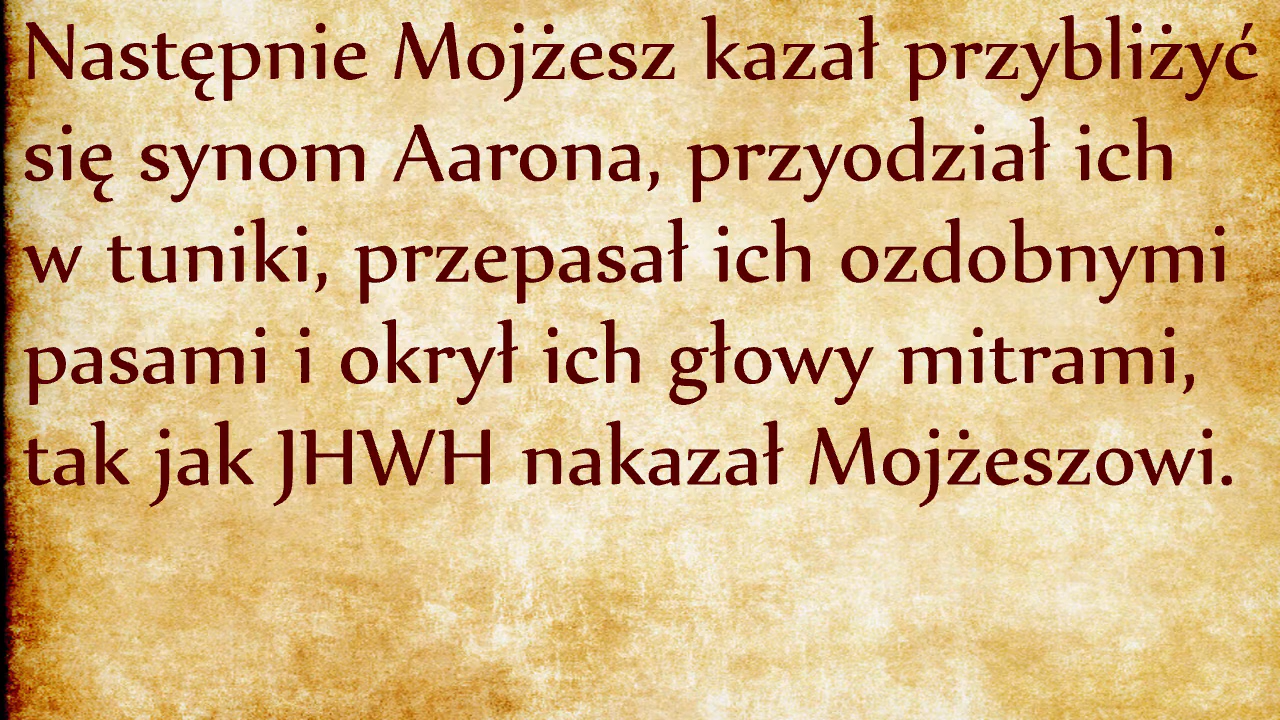 Następnie Mojżesz kazał przybliżyć
się synom Aarona, przyodział ich
w tuniki, przepasał ich ozdobnymi
pasami i okrył ich głowy mitrami,
tak jak JHWH nakazał Mojżeszowi.